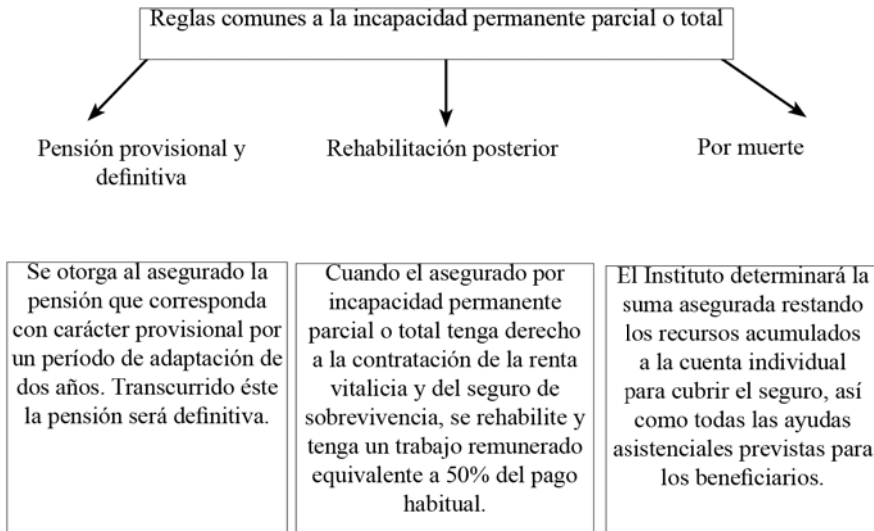 Reglas comunes a la incapacidad permanente parcial o total
Pensión provisional y
definitiva
Rehabilitación posterior
Por muerte
Se otorga al asegurado la
pensión que corresponda
con carácter provisional por
un período de adaptación de
dos años. Transcurrido éste
la pensión será definitiva.
Cuando el asegurado por
incapacidad permanente
parcial o total tenga derecho
a la contratación de la renta
vitalicia y del seguro de
sobrevivencia, se rehabilite y
tenga un trabajo remunerado
equivalente a 50% del pago
habitual.
El Instituto determinará la
suma asegurada restando
los recursos acumulados
a la cuenta individual
para cubrir el seguro, así
como todas las ayudas
asistenciales previstas para
los beneficiarios.